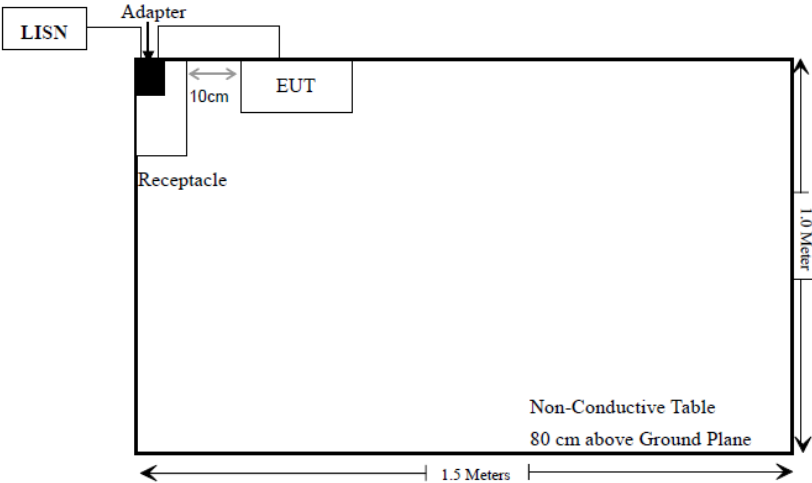 Adapter
LISN
EUT
10cm
Receptacle
1.0 Meter
Non-Conductive Table
80 cm above Ground Plane
1.5 Meters